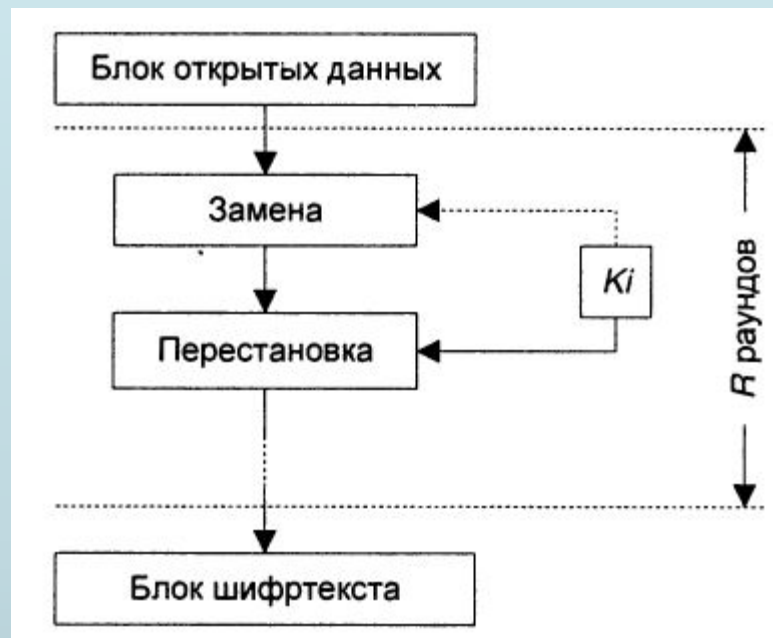 Блок открытых данных
Замена
Ki
Перестановка
R раундов
Блок шифртекста